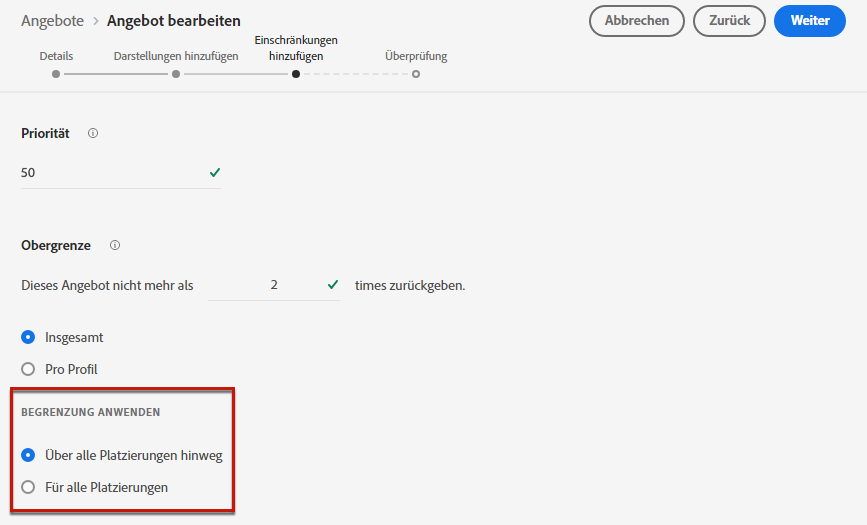 Angebote > Angebot bearbeiten
Abbrechen
Zurück
Weiter
Details
Darstellungen hinzufügen
Einschränkungen
hinzufügen
Überprüfung
Priorität
50
Obergrenze
Dieses Angebot nicht mehr als 2 times zurückgeben.
Insgesamt
Pro Profil
BEGRENZUNG ANWENDEN
Über alle Platzierungen hinweg
Für alle Platzierungen